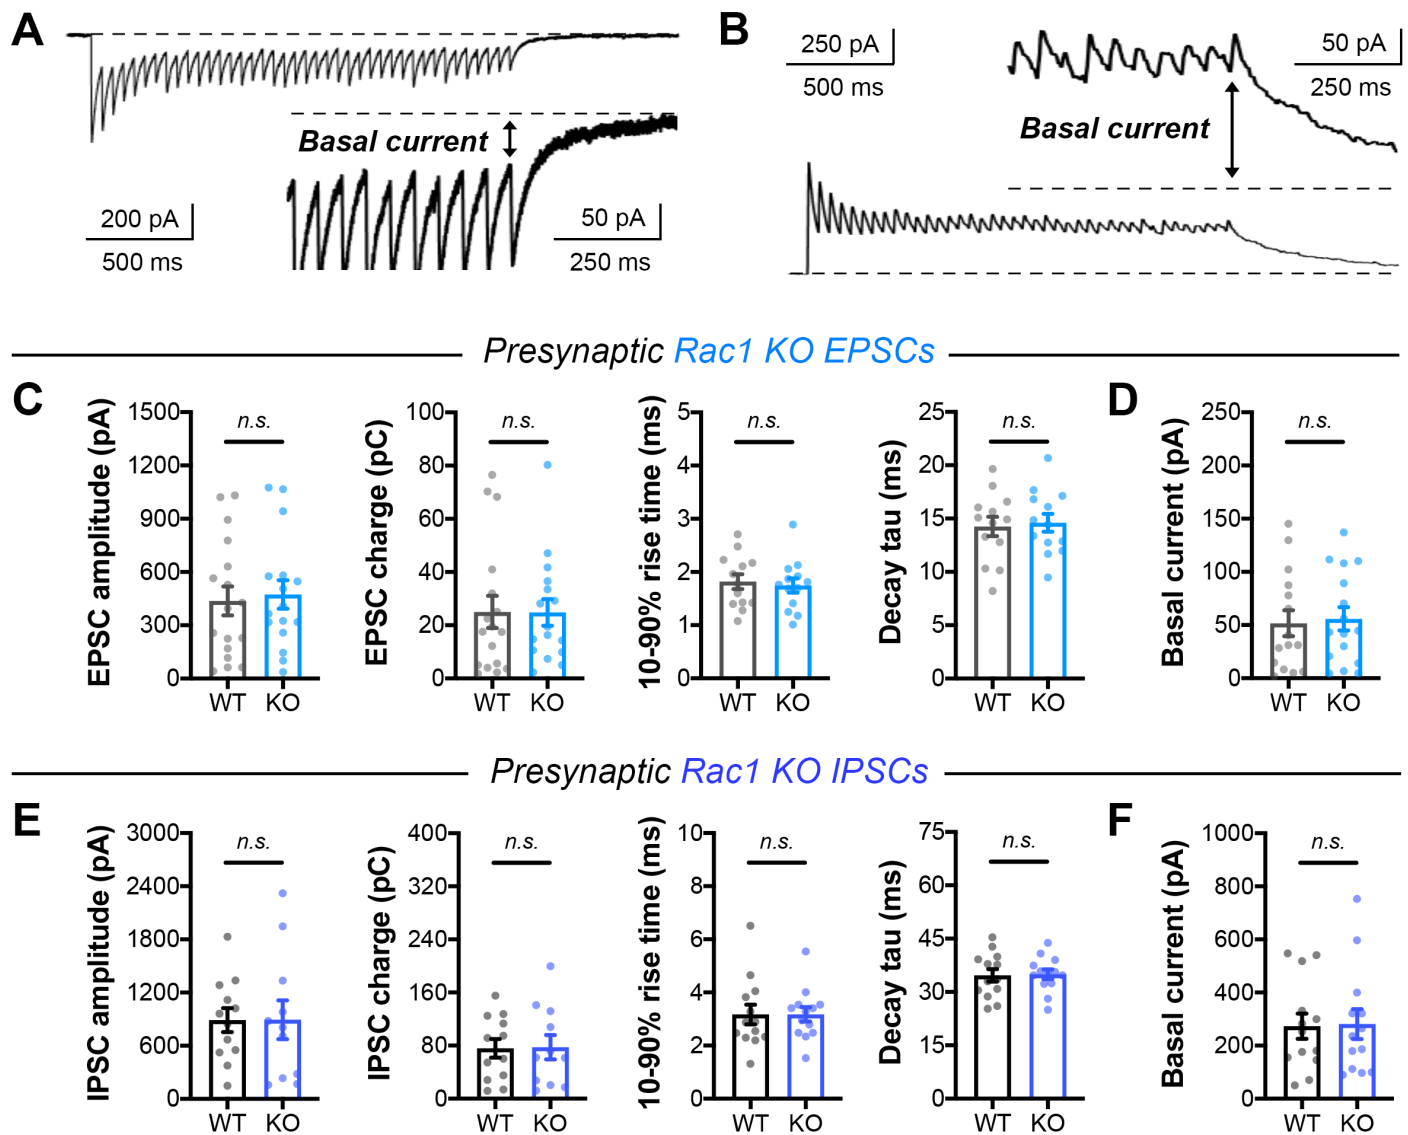 A
Basal current
200 pA
500 ms
50 pA
250 ms
B
250 pA
500 ms
50 pA
250 ms
Basal current
Presynaptic Rac1 KO EPSCs
C
EPSC amplitude (pA)
1500
1200
900
600
300
0
n.s.
WT KO
EPSC charge (pC)
100
80
60
40
20
0
n.s.
WT KO
10-90% rise time (ms)
5
4
3
2
1
0
n.s.
WT KO
Decay tau (ms)
25
20
15
10
5
0
n.s.
WT KO
D
Basal current (pA)
250
200
150
100
50
0
n.s.
WT KO
Presynaptic Rac1 KO IPSCs
E
IPSC amplitude (pA)
3000
2400
1800
1200
600
0
n.s.
WT KO
IPSC charge (pC)
400
320
240
160
80
0
n.s.
WT KO
10-90% rise time (ms)
10
8
6
4
2
0
n.s.
WT KO
Decay tau (ms)
75
60
45
30
15
0
n.s.
WT KO
F
Basal current (pA)
1000
800
600
400
200
0
n.s.
WT KO